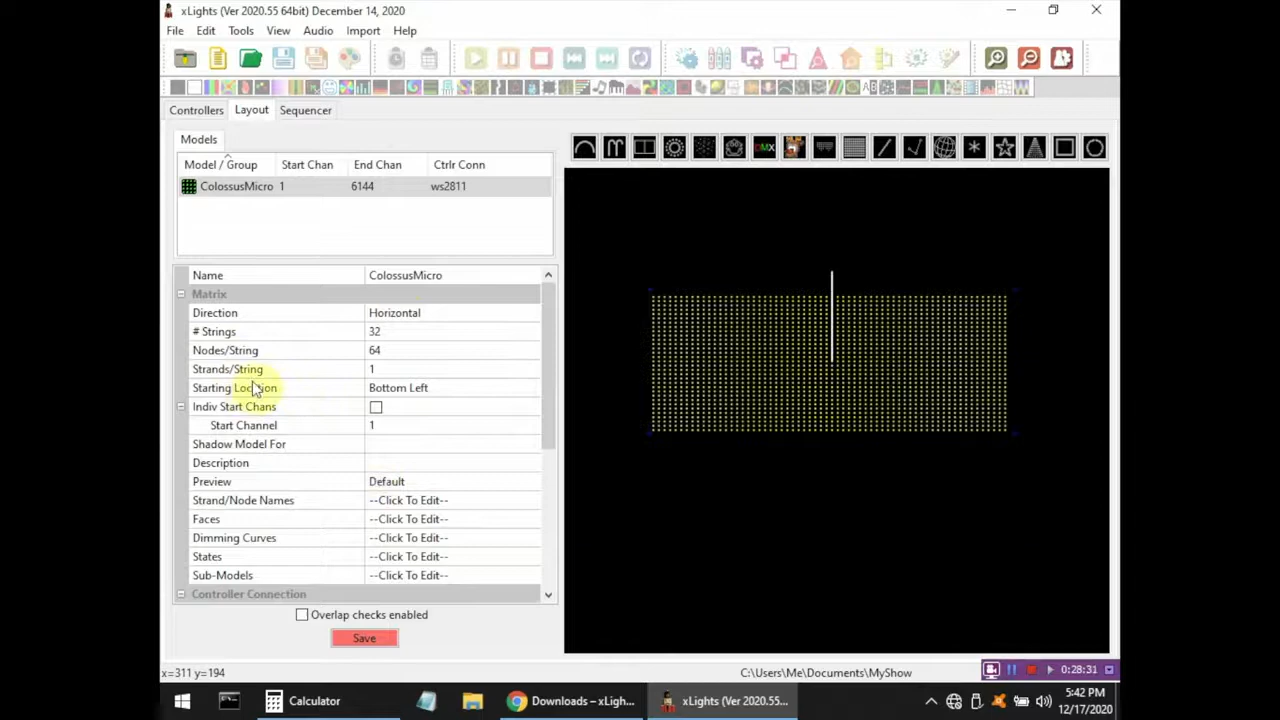 xLights (Ver 2020.55 64bit) December 14, 2020
File Edit Tools View Audio Import Help
Controllers Layout Sequencer
Models
Model / Group Start Chan End Chan Ctrlr Conn
ColossusMicro 1 6144 ws2811
Name ColossusMicro
Matrix
Direction Horizontal
# Strings 32
Nodes/String 64
Strands/String 1
Starting Location Bottom Left
Indiv Start Chans
Start Channel 1
Shadow Model For
Description
Preview Default
Strand/Node Names --Click To Edit--
Faces --Click To Edit--
Dimming Curves --Click To Edit--
States --Click To Edit--
Sub-Models --Click To Edit--
Controller Connection
Overlap checks enabled
Save
x=311 y=194 C:\Users\Me\Documents\MyShow 0:28:31
Calculator Downloads – xLigh... xLights (Ver 2020.55... 5:42 PM
12/17/2020